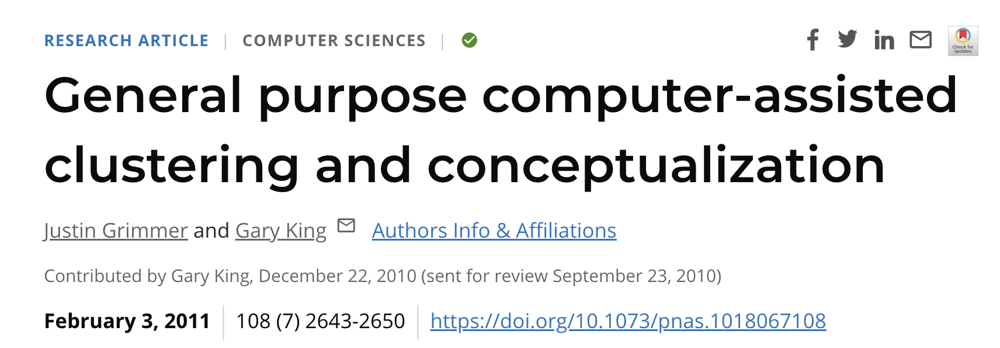 RESEARCH ARTICLE | COMPUTER SCIENCES |
Check for
updates
General purpose computer-assisted
clustering and conceptualization
Justin Grimmer and Gary King Authors Info & Affiliations
Contributed by Gary King, December 22, 2010 (sent for review September 23, 2010)
February 3, 2011 | 108 (7) 2643-2650 | https://doi.org/10.1073/pnas.1018067108